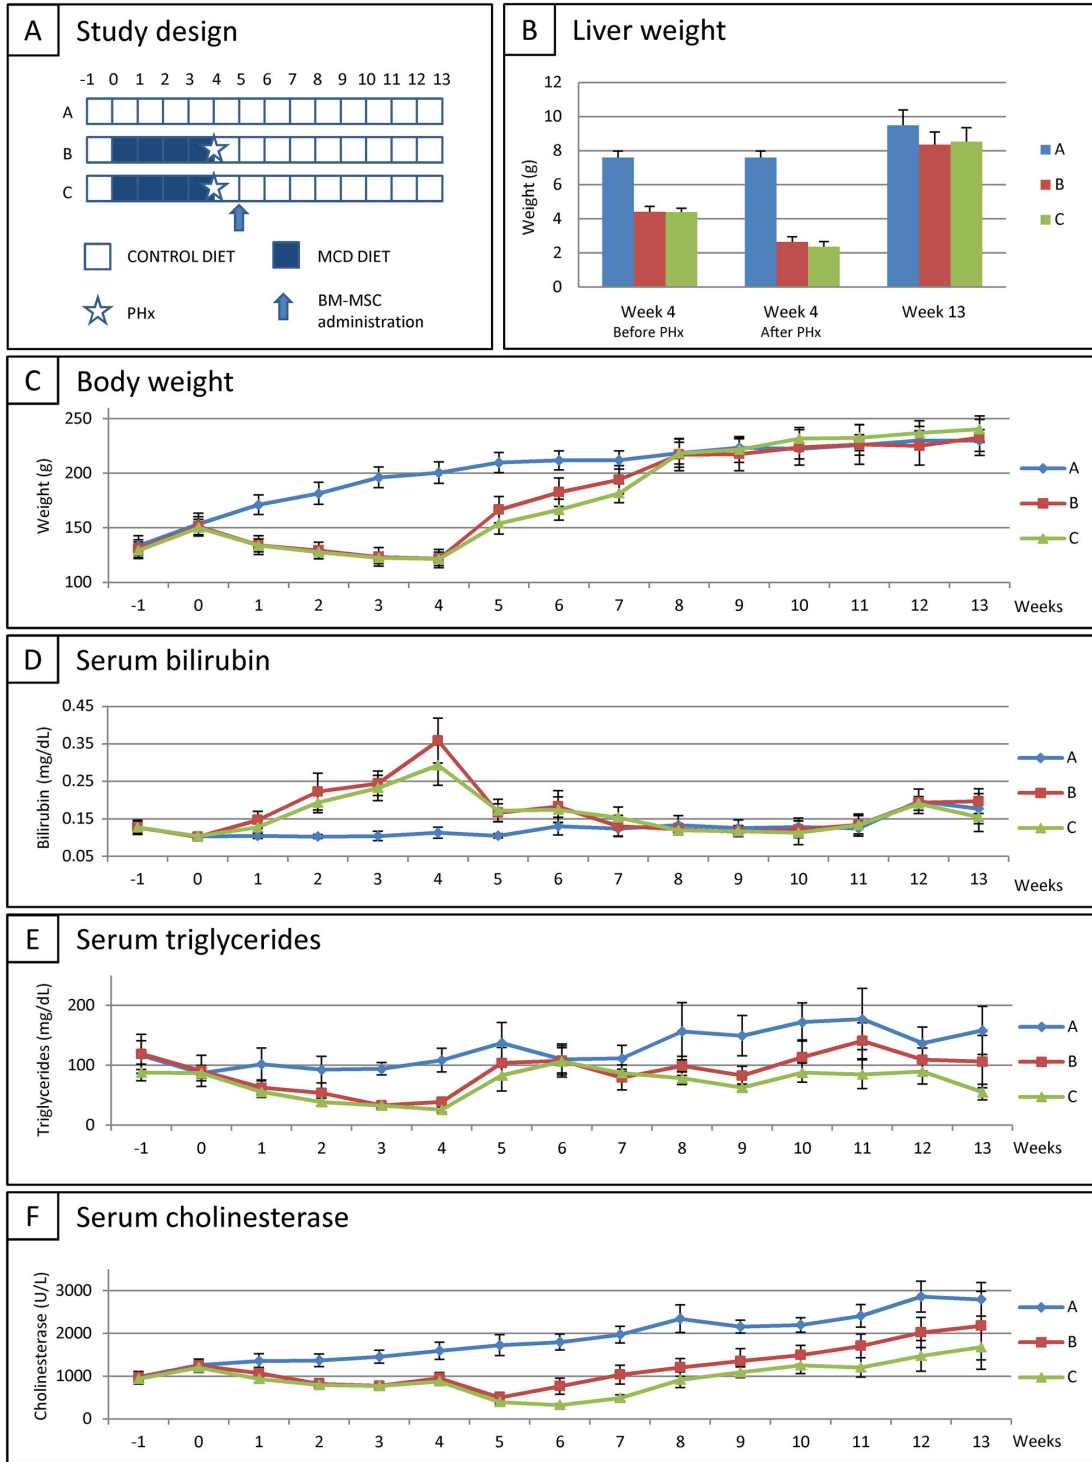 A Study design
-1 0 1 2 3 4 5 6 7 8 9 10 11 12 13
A
B
C
CONTROL DIET
MCD DIET
PHx
BM-MSC
administration
B Liver weight
12
10
8
6
4
2
0
Weight (g)
Week 4
Before PHx
Week 4
After PHx
Week 13
A
B
C
C Body weight
250
200
150
100
Weight (g)
-1 0 1 2 3 4 5 6 7 8 9 10 11 12 13 Weeks
A
B
C
D Serum bilirubin
0.45
0.35
0.25
0.15
0.05
Bilirubin (mg/dL)
-1 0 1 2 3 4 5 6 7 8 9 10 11 12 13 Weeks
A
B
C
E Serum triglycerides
200
100
0
Triglycerides (mg/dL)
-1 0 1 2 3 4 5 6 7 8 9 10 11 12 13 Weeks
A
B
C
F Serum cholinesterase
3000
2000
1000
0
Cholinesterase (U/L)
-1 0 1 2 3 4 5 6 7 8 9 10 11 12 13 Weeks
A
B
C